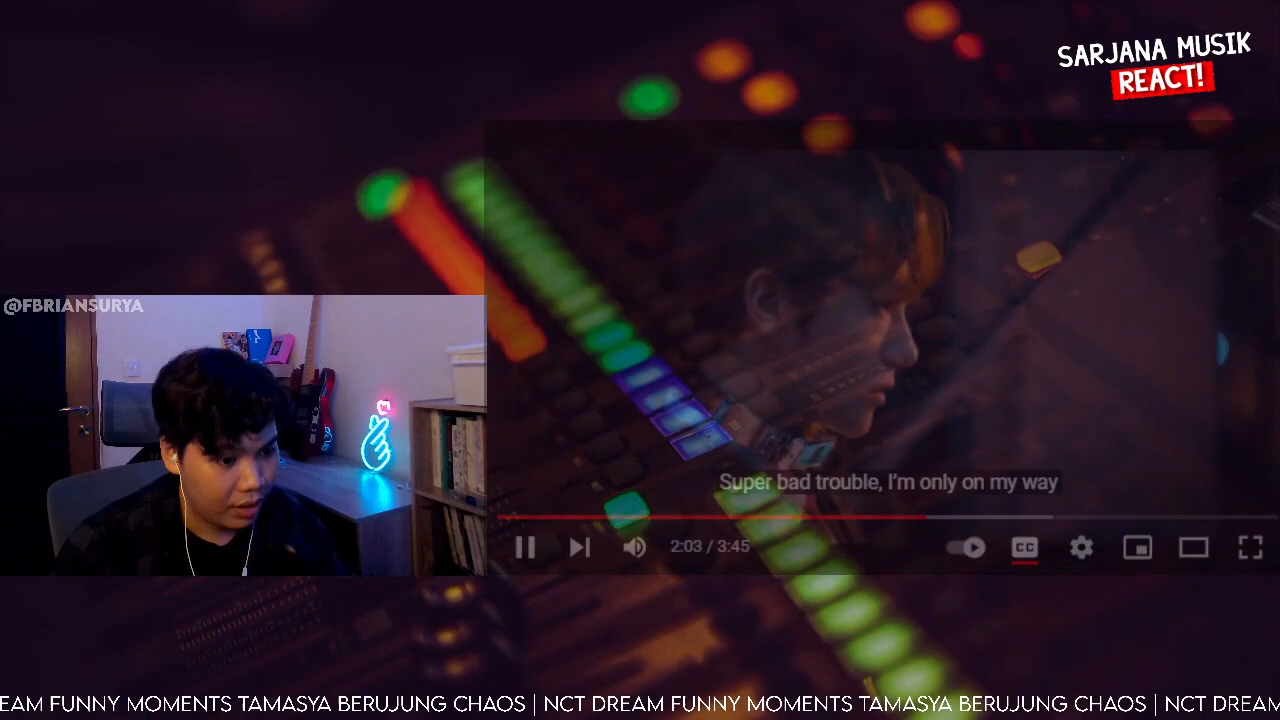 SARJANA MUSIK
REACT!
@FBRIANSURYA
Super bad trouble, I'm only on my way
2:03 / 3:45
CC
EAM FUNNY MOMENTS TAMASYA BERUJUNG CHAOS | NCT DREAM FUNNY MOMENTS TAMASYA BERUJUNG CHAOS | NCT DREAM